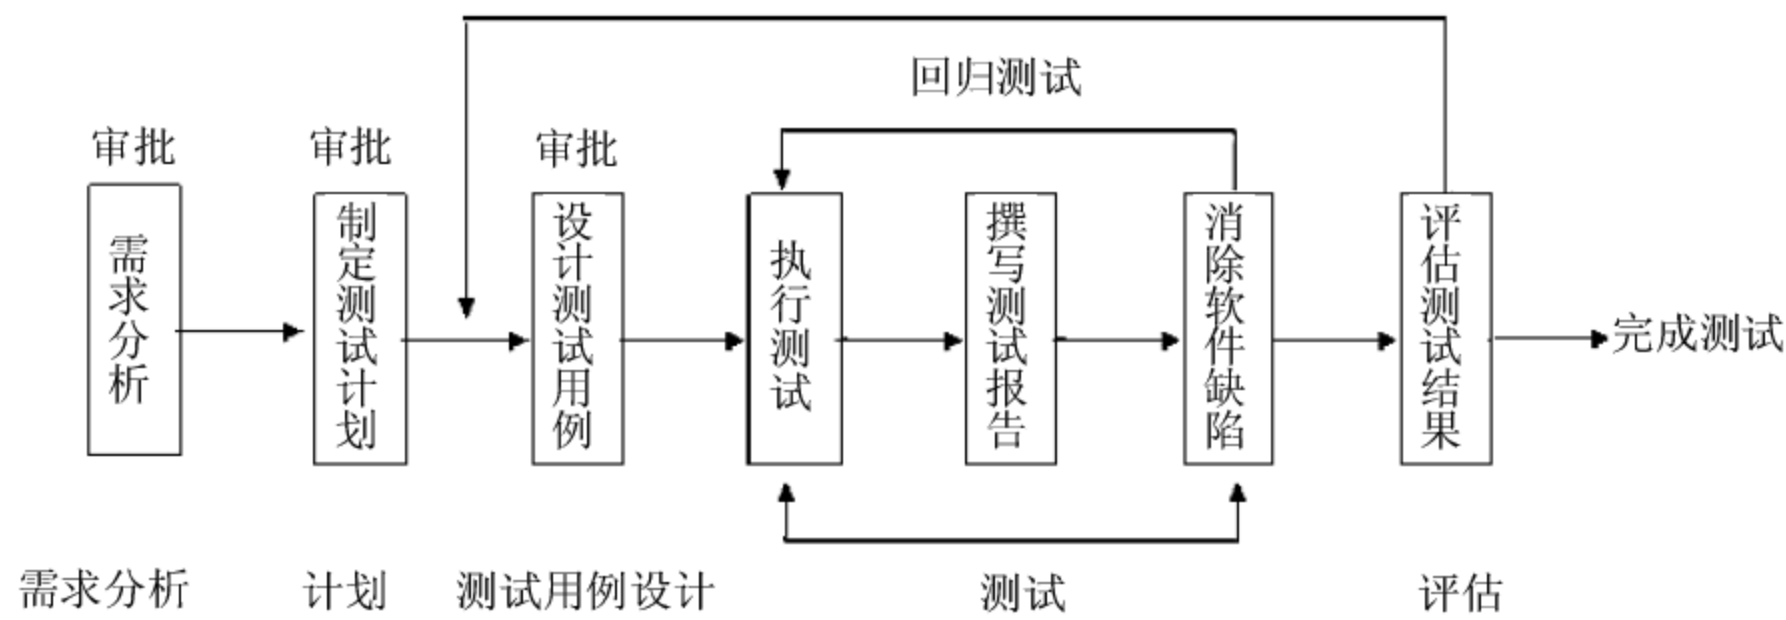 回归测试
审批
审批
审批
需求分析
制定测试计划
设计测试用例
执行测试
撰写测试报告
消除软件缺陷
评估测试结果
完成测试
需求分析
计划
测试用例设计
测试
评估